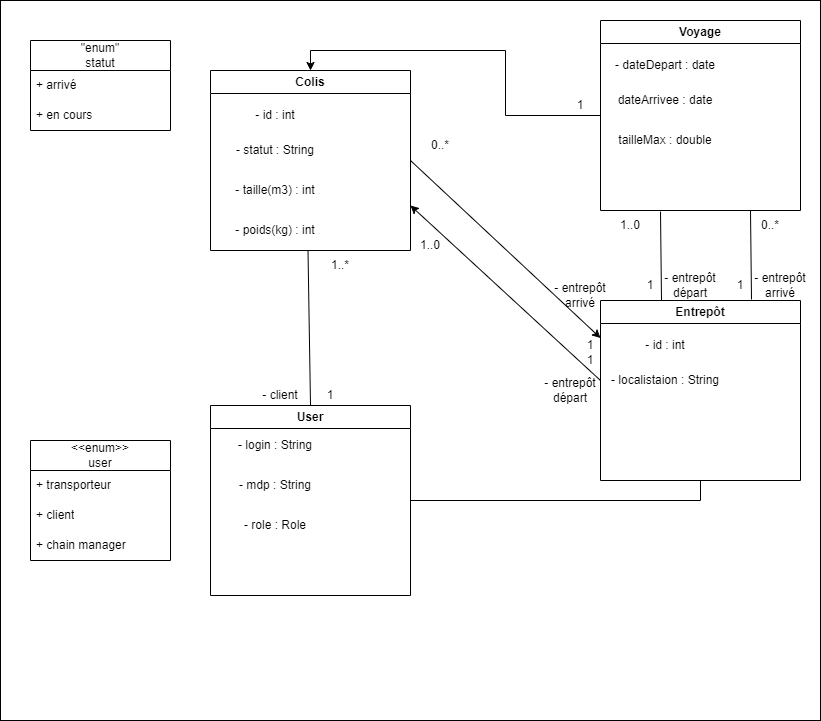 "enum"
statut
+ arrivé
+ en cours
Colis
- id : int
- statut : String
- taille(m3) : int
- poids(kg) : int
Voyage
- dateDepart : date
dateArrivee : date
tailleMax : double
1
0..*
1..0
1..*
1..0
0..*
1
- entrepôt
départ
1
- entrepôt
arrivé
- entrepôt
arrivé
1
1
- entrepôt
départ
Entrepôt
- id : int
- localistaion : String
- client
1
User
- login : String
- mdp : String
- role : Role
<<enum>>
user
+ transporteur
+ client
+ chain manager